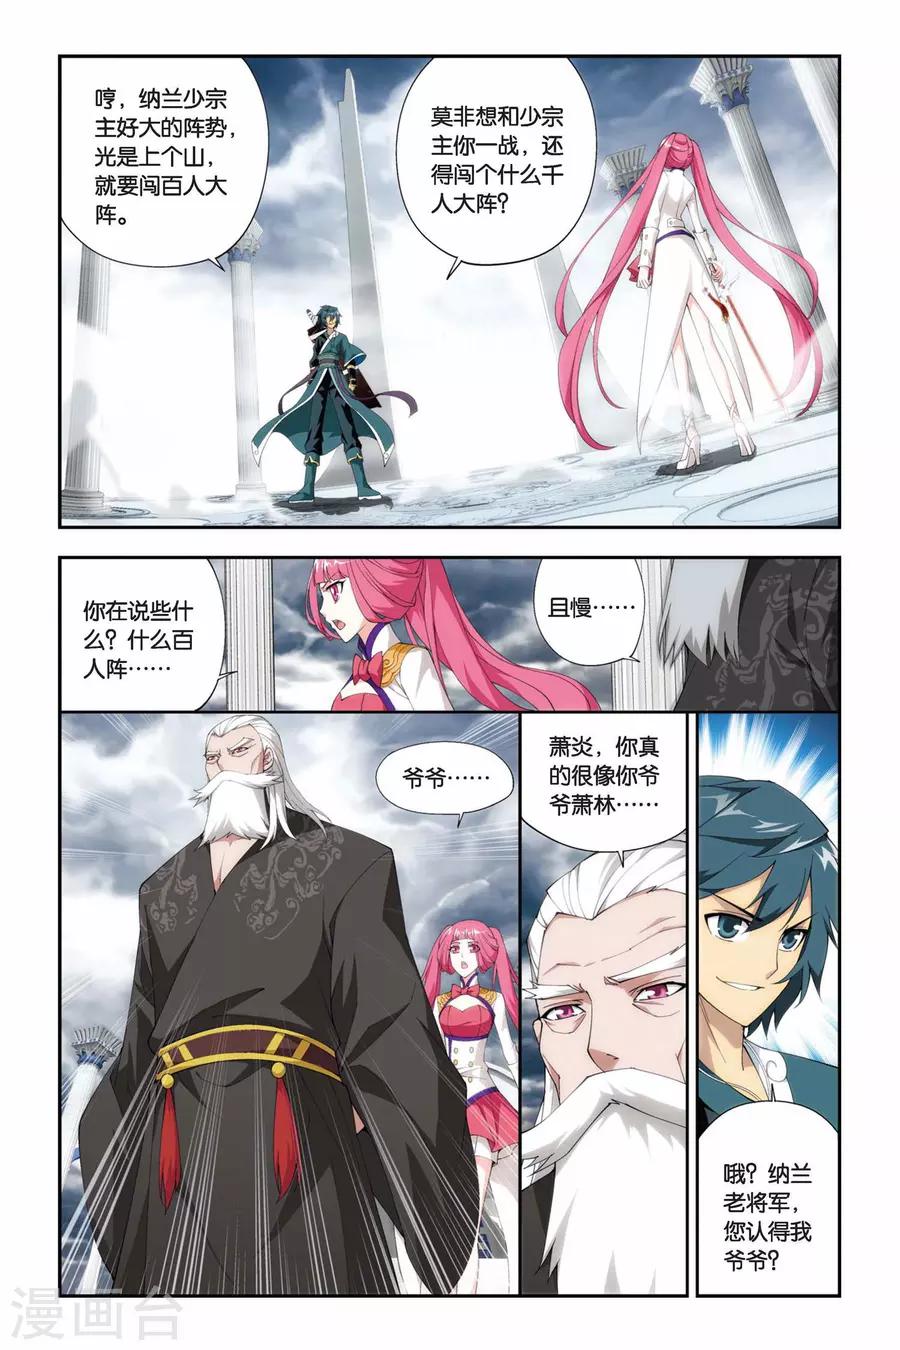 哼，纳兰少宗
主好大的阵势，
光是上个山，
就要闯百人大
阵。
莫非想和少宗
主你一战，还
得闯个什么千
人大阵？
你在说些什
么？什么百
人阵……
且慢……
爷爷……
萧炎，你真
的很像你爷
爷萧林……
哦？纳兰
老将军，
您认得我
爷爷？
漫画台